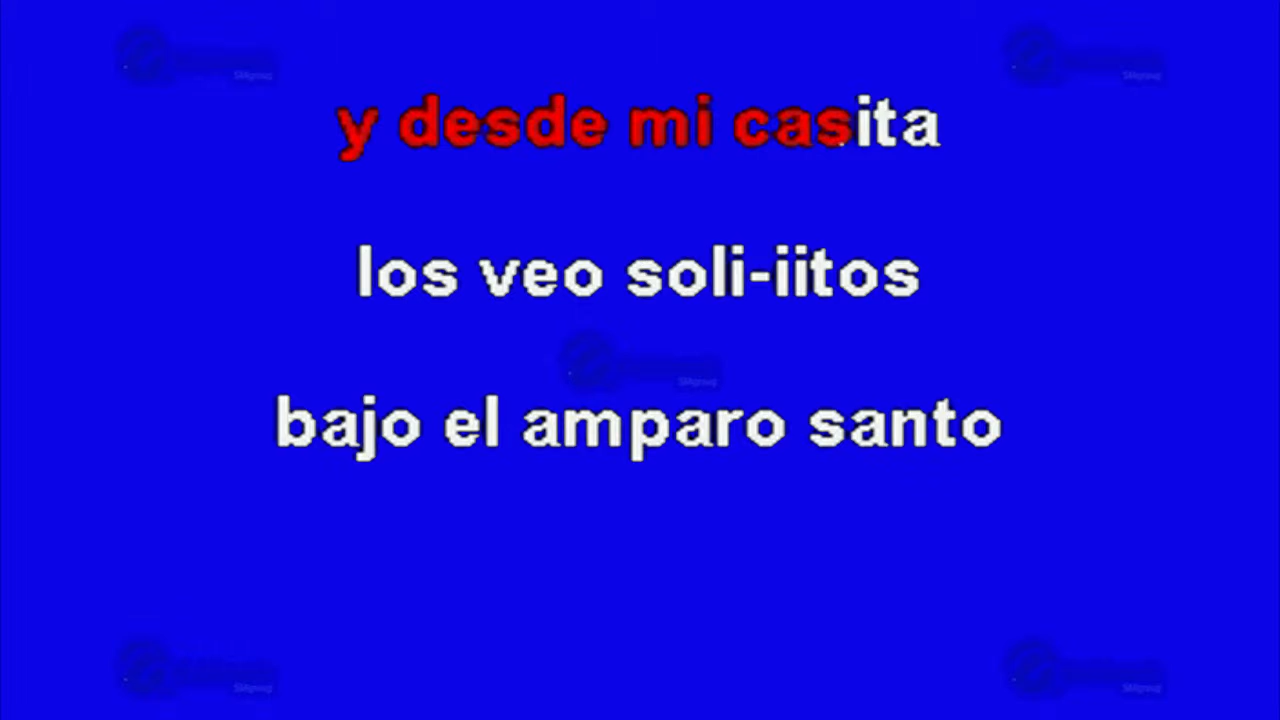 y desde mi casita
los veo soli-iitos
bajo el amparo santo